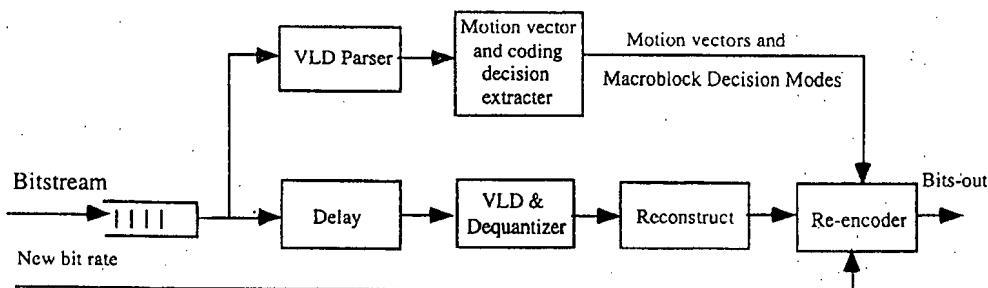 VLD Parser
Motion vector
and coding
decision
extracter
Motion vectors and
Macroblock Decision Modes
Bitstream
Delay
VLD &
Dequantizer
Reconstruct
Re-encoder
Bits-out
New bit rate